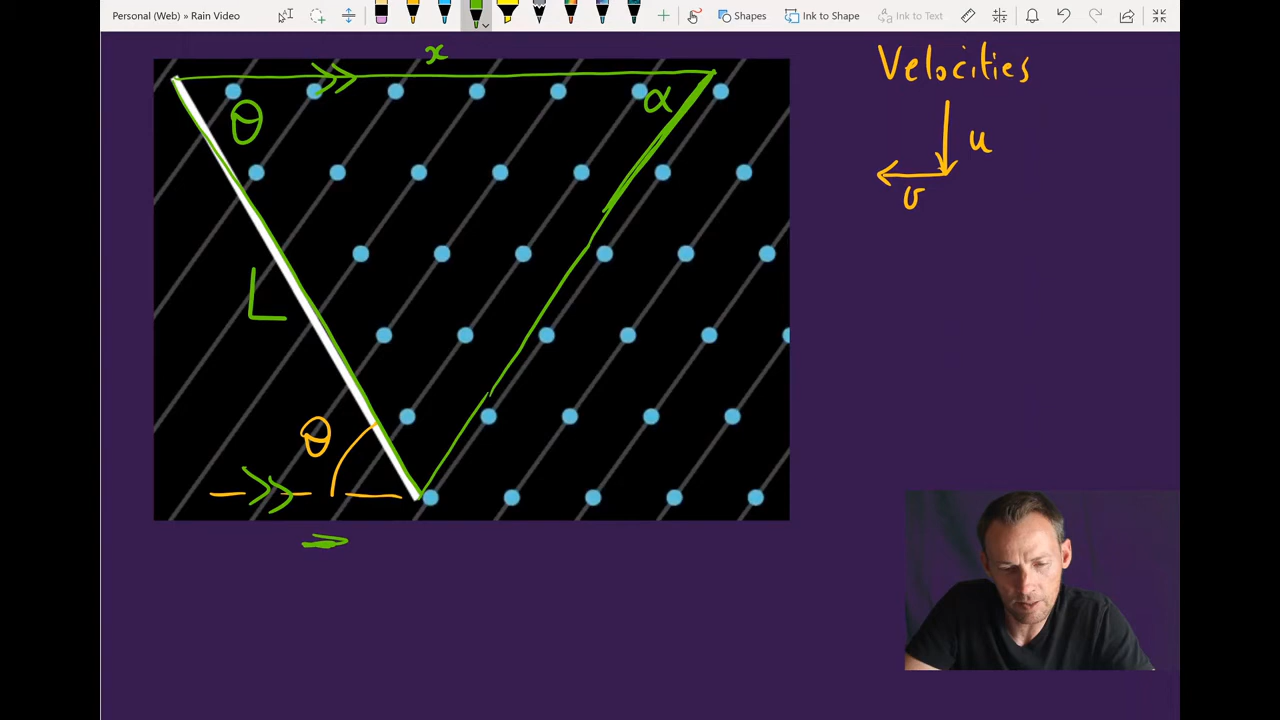 Personal (Web) » Rain Video
Shapes
Ink to Shape
Ink to Text
x
Velocities
θ
α
u
v
L
θ